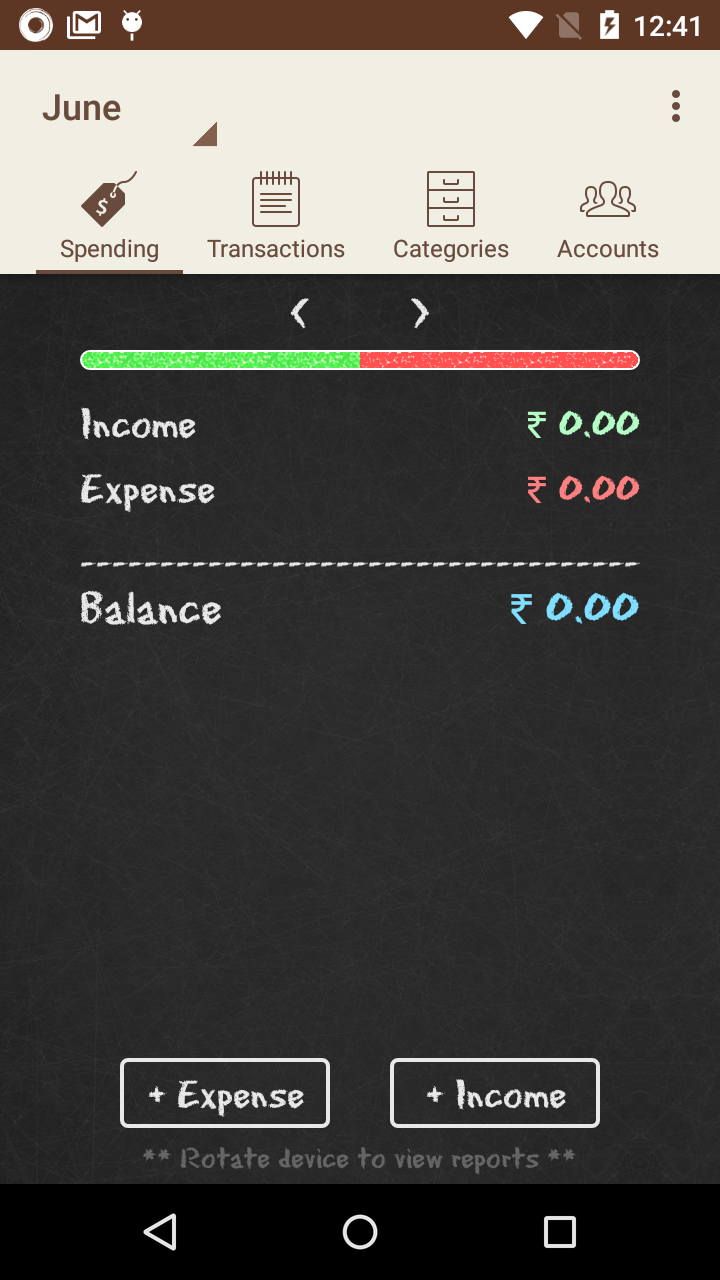 12:41
June
Spending Transactions Categories Accounts
Income ₹ 0.00
Expense ₹ 0.00
Balance ₹ 0.00
+ Expense + Income
** Rotate device to view reports **